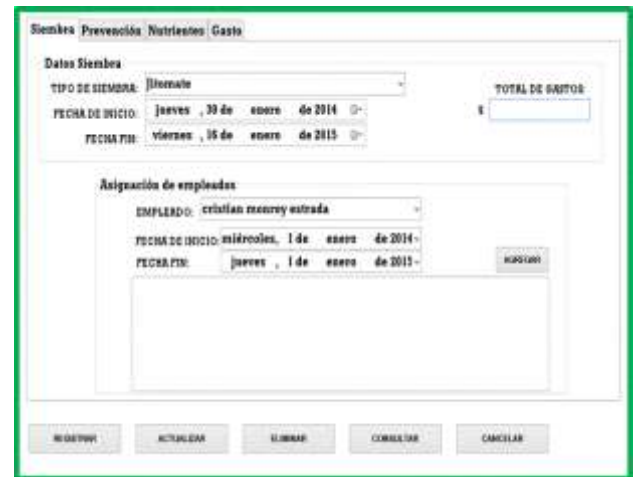 Siembra Prevención Nutrientes Gasto
Datos Siembra
TIPO DE SIEMBRA: Jitomate
TOTAL DE GASTOS:
FECHA DE INICIO: jueves , 30 de enero de 2014
$
FECHA FIN: viernes , 16 de enero de 2015
Asignación de empleados
EMPLEADO: cristian monrey estrada
FECHA DE INICIO: miércoles, 1 de enero de 2014
FECHA FIN: jueves , 1 de enero de 2015
AGREGAR
REGISTRAR ACTUALIZAR ELIMINAR CONSULTAR CANCELAR